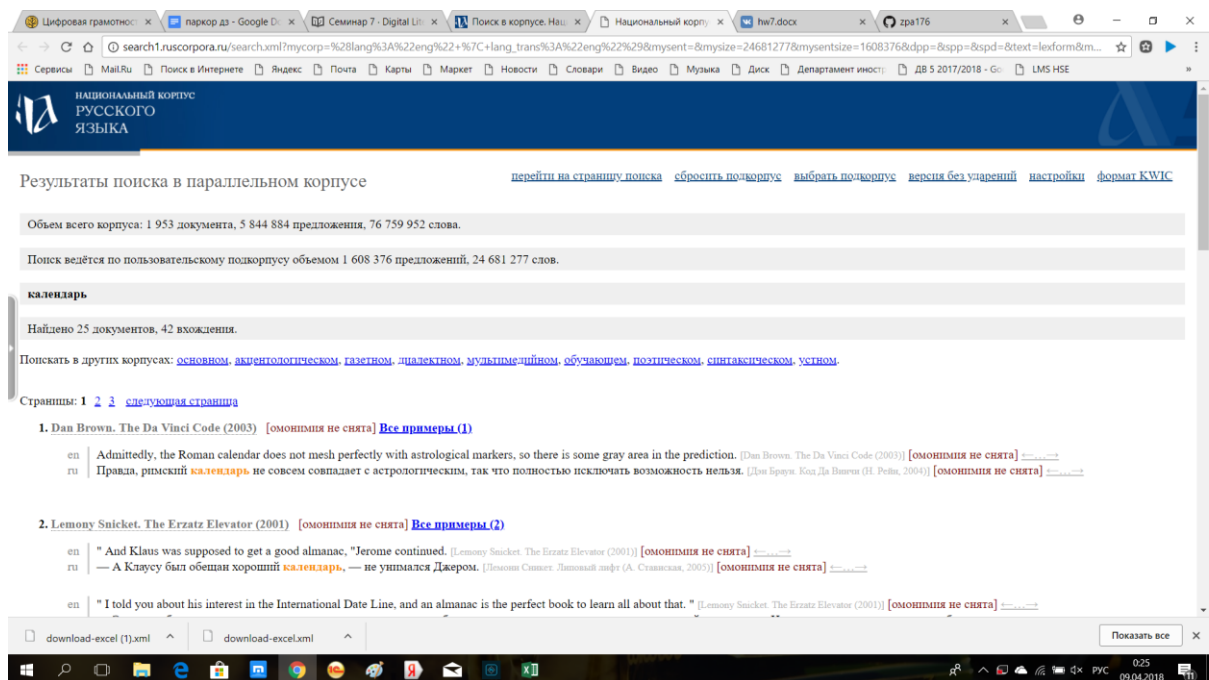 Цифровая грамотност × паркор дз - Google Do × Семинар 7 · Digital Lite × Поиск в корпусе. Нац × Национальный корпу × hw7.docx × zpa176 ×
search1.ruscorpora.ru/search.xml?mycorp=%28lang%3A%22eng%22+%7C+lang_trans%3A%22eng%22%29&mysent=&mysize=24681277&mysentsize=1608376&dpp=&spp=&spd=&text=lexform&m...
Сервисы Mail.Ru Поиск в Интернете Яндекс Почта Карты Маркет Новости Словари Видео Музыка Диск Департамент иностр ДВ 5 2017/2018 - Go LMS HSE »
НАЦИОНАЛЬНЫЙ КОРПУС
РУССКОГО
ЯЗЫКА
Результаты поиска в параллельном корпусе перейти на страницу поиска сбросить подкорпус выбрать подкорпус версия без ударений настройки формат KWIC
Объем всего корпуса: 1 953 документа, 5 844 884 предложения, 76 759 952 слова.
Поиск ведётся по пользовательскому подкорпусу объемом 1 608 376 предложений, 24 681 277 слов.
календарь
Найдено 25 документов, 42 вхождения.
Поискать в других корпусах: основном, акцентологическом, газетном, диалектном, мультимедийном, обучающем, поэтическом, синтаксическом, устном.
Страницы: 1 2 3 следующая страница
1. Dan Brown. The Da Vinci Code (2003) [омонимия не снята] Все примеры (1)
en Admittedly, the Roman calendar does not mesh perfectly with astrological markers, so there is some gray area in the prediction. [Dan Brown. The Da Vinci Code (2003)] [омонимия не снята] ←…→
ru Правда, римский календарь не совсем совпадает с астрологическим, так что полностью исключать возможность нельзя. [Дэн Браун. Код Да Винчи (Н. Рейн, 2004)] [омонимия не снята] ←…→
2. Lemony Snicket. The Erzatz Elevator (2001) [омонимия не снята] Все примеры (2)
en " And Klaus was supposed to get a good almanac, "Jerome continued. [Lemony Snicket. The Erzatz Elevator (2001)] [омонимия не снята] ←…→
ru — А Клаусу был обещан хороший календарь, — не унимался Джером. [Лемони Сникет. Липовый лифт (А. Ставиская, 2005)] [омонимия не снята] ←…→
en " I told you about his interest in the International Date Line, and an almanac is the perfect book to learn all about that. " [Lemony Snicket. The Erzatz Elevator (2001)] [омонимия не снята] ←…→
download-excel (1).xml download-excel.xml Показать все ×
РУС 0:25
09.04.2018